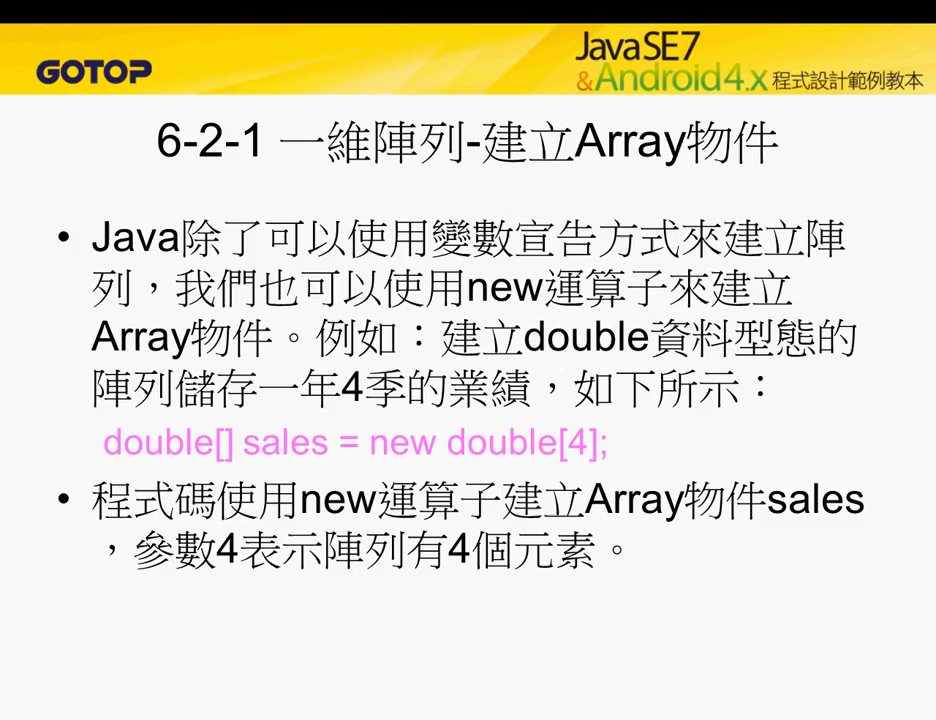 GOTOP
Java SE 7
&Android 4.x 程式設計範例教本
6-2-1 一維陣列-建立Array物件
• Java除了可以使用變數宣告方式來建立陣
列，我們也可以使用new運算子來建立
Array物件。例如：建立double資料型態的
陣列儲存一年4季的業績，如下所示：
double[] sales = new double[4];
• 程式碼使用new運算子建立Array物件sales
，參數4表示陣列有4個元素。